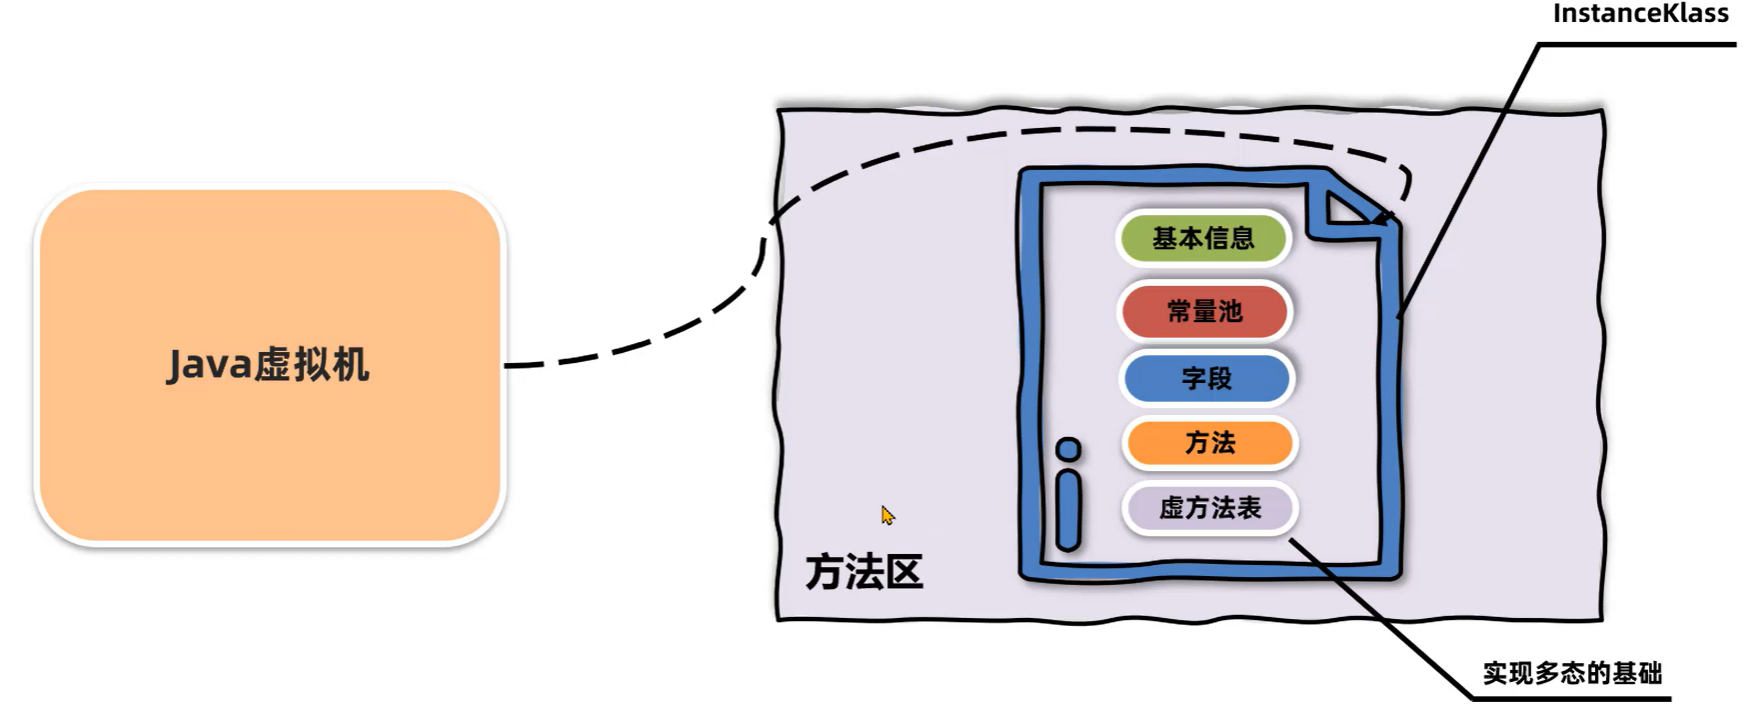 InstanceKlass
Java虚拟机
基本信息
常量池
字段
方法
虚方法表
方法区
实现多态的基础